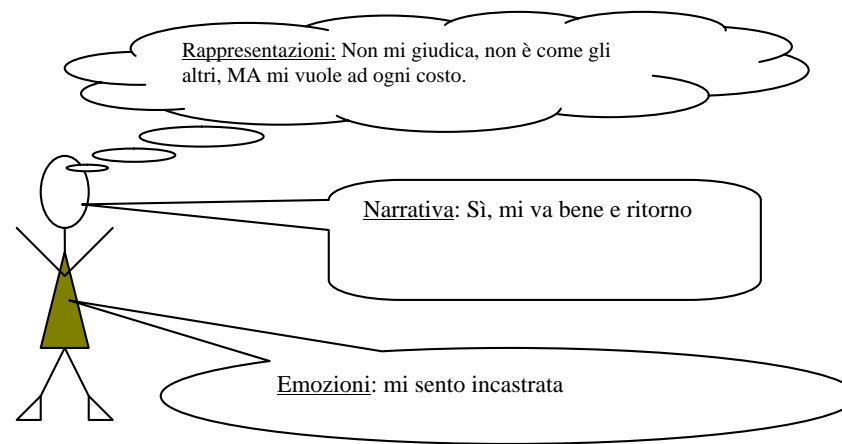 Rappresentazioni: Non mi giudica, non è come gli
altri, MA mi vuole ad ogni costo.
Narrativa: Sì, mi va bene e ritorno
Emozioni: mi sento incastrata